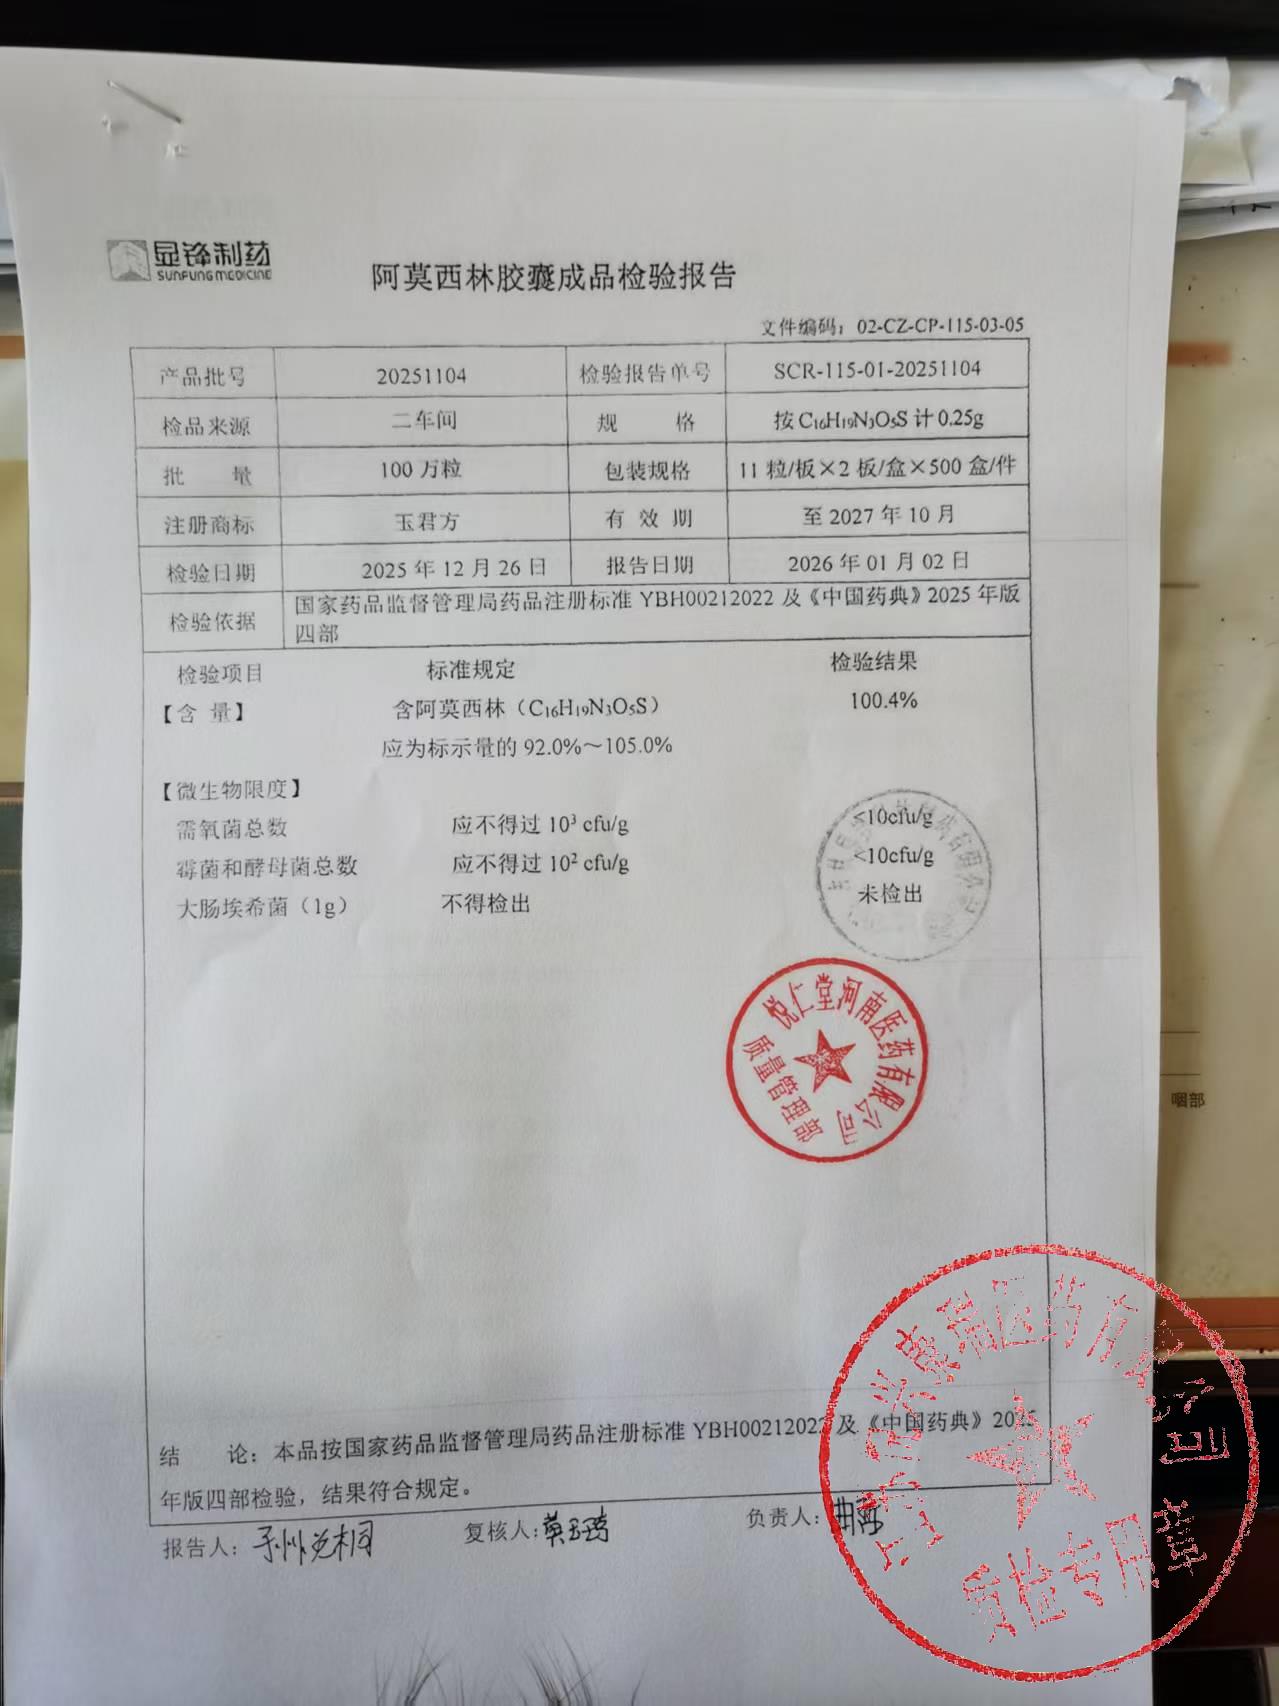 显锋制药
SUNFUNG MEDICINE
阿莫西林胶囊成品检验报告
文件编码：02-CZ-CP-115-03-05
产品批号 20251104 检验报告单号 SCR-115-01-20251104
检品来源 二车间 规 格 按C₁₆H₁₉N₃O₅S计0.25g
批 量 100万粒 包装规格 11粒/板×2板/盒×500盒/件
注册商标 玉君方 有 效 期 至2027年10月
检验日期 2025年12月26日 报告日期 2026年01月02日
检验依据 国家药品监督管理局药品注册标准YBH00212022及《中国药典》2025年版
四部
检验项目 标准规定 检验结果
【含 量】 含阿莫西林（C₁₆H₁₉N₃O₅S） 100.4%
应为标示量的92.0%～105.0%
【微生物限度】
需氧菌总数 应不得过10³ cfu/g <10cfu/g
霉菌和酵母菌总数 应不得过10² cfu/g <10cfu/g
大肠埃希菌（1g） 不得检出 未检出
悦仁堂河南医药有限公司
质量管理部
结 论：本品按国家药品监督管理局药品注册标准YBH00212022及《中国药典》2025
年版四部检验，结果符合规定。
报告人：
复核人：
负责人：
瑞医药有
质检专用章
咽部